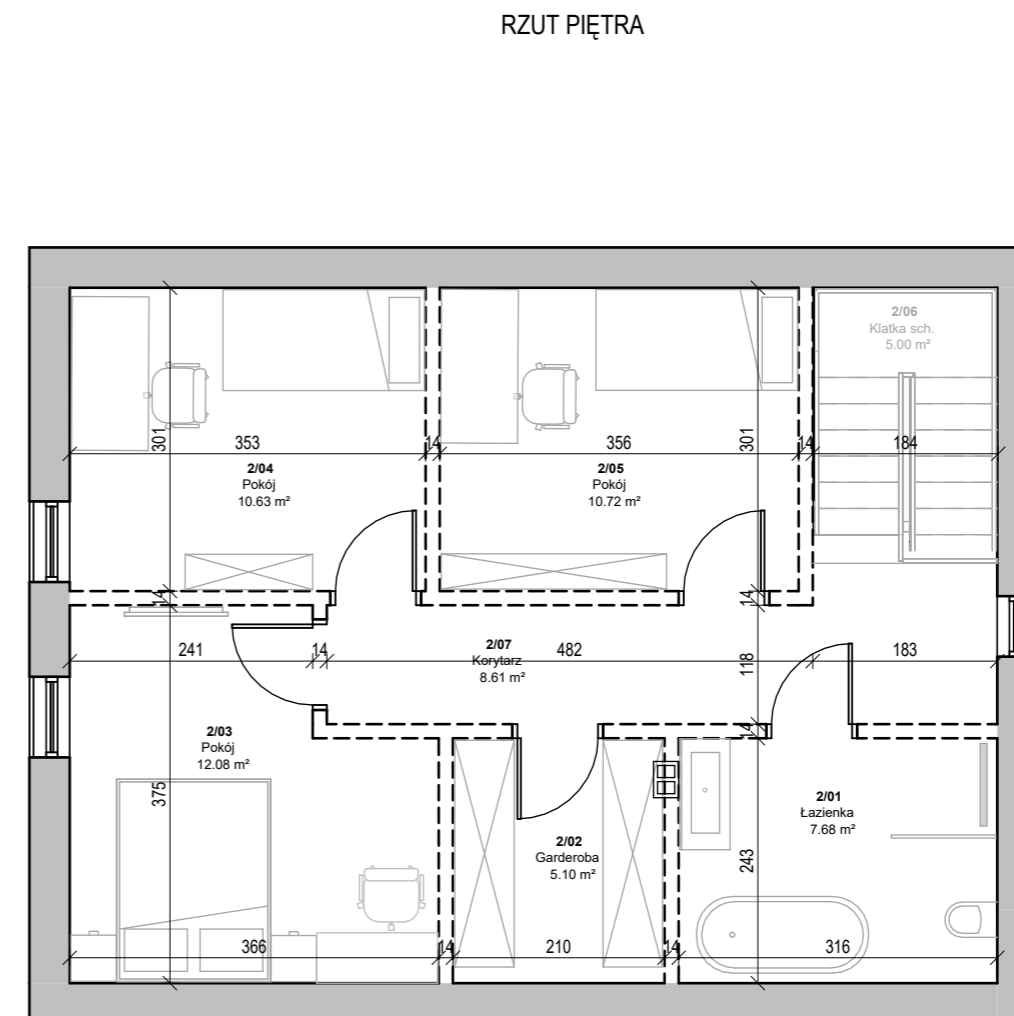 RZUT PIĘTRA
2/06
Klatka sch.
5.00 m²
301
353
14
356
301
14
184
2/04
Pokój
10.63 m²
2/05
Pokój
10.72 m²
14
14
241
14
2/07
Korytarz
8.61 m²
482
118
183
2/03
Pokój
12.08 m²
14
375
2/01
Łazienka
7.68 m²
2/02
Garderoba
5.10 m²
243
366
14
210
14
316